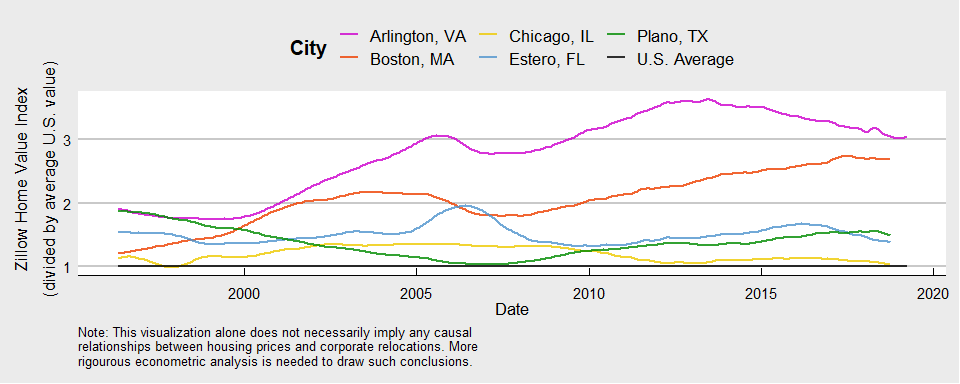 City
Arlington, VA
Chicago, IL
Plano, TX
Boston, MA
Estero, FL
U.S. Average
Zillow Home Value Index
(divided by average U.S. value)
3
2
1
2000
2005
2010
2015
2020
Date
Note: This visualization alone does not necessarily imply any causal
relationships between housing prices and corporate relocations. More
rigourous econometric analysis is needed to draw such conclusions.